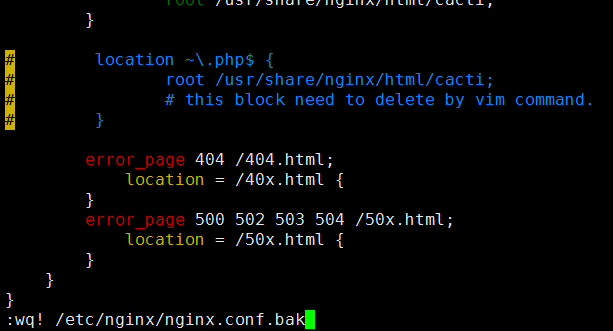 root /usr/share/nginx/html/cacti;
}
# location ~\.php$ {
# root /usr/share/nginx/html/cacti;
# # this block need to delete by vim command.
# }
error_page 404 /404.html;
location = /40x.html {
}
error_page 500 502 503 504 /50x.html;
location = /50x.html {
}
}
}
:wq! /etc/nginx/nginx.conf.bak